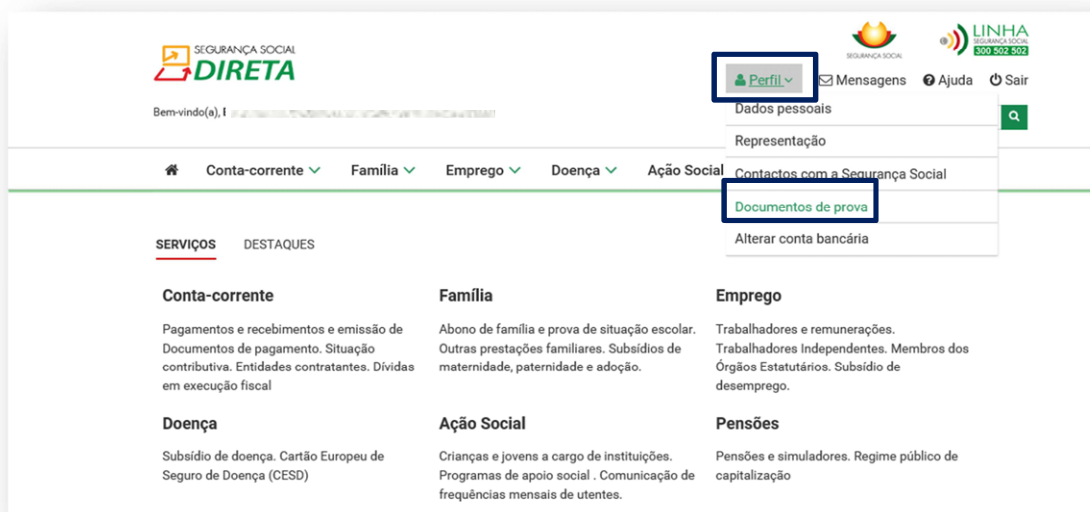 SEGURANÇA SOCIAL
DIRETA
SEGURANÇA SOCIAL
LINHA
SEGURANÇA SOCIAL
300 502 502
Perfil
Mensagens
Ajuda
Sair
Bem-vindo(a),
Dados pessoais
Representação
Contactos com a Segurança Social
Documentos de prova
Alterar conta bancária
Conta-corrente
Família
Emprego
Doença
Ação Social
SERVIÇOS
DESTAQUES
Conta-corrente
Pagamentos e recebimentos e emissão de
Documentos de pagamento. Situação
contributiva. Entidades contratantes. Dívidas
em execução fiscal
Família
Abono de família e prova de situação escolar.
Outras prestações familiares. Subsídios de
maternidade, paternidade e adoção.
Emprego
Trabalhadores e remunerações.
Trabalhadores Independentes. Membros dos
Órgãos Estatutários. Subsídio de
desemprego.
Doença
Subsídio de doença. Cartão Europeu de
Seguro de Doença (CESD)
Ação Social
Crianças e jovens a cargo de instituições.
Programas de apoio social . Comunicação de
frequências mensais de utentes.
Pensões
Pensões e simuladores. Regime público de
capitalização